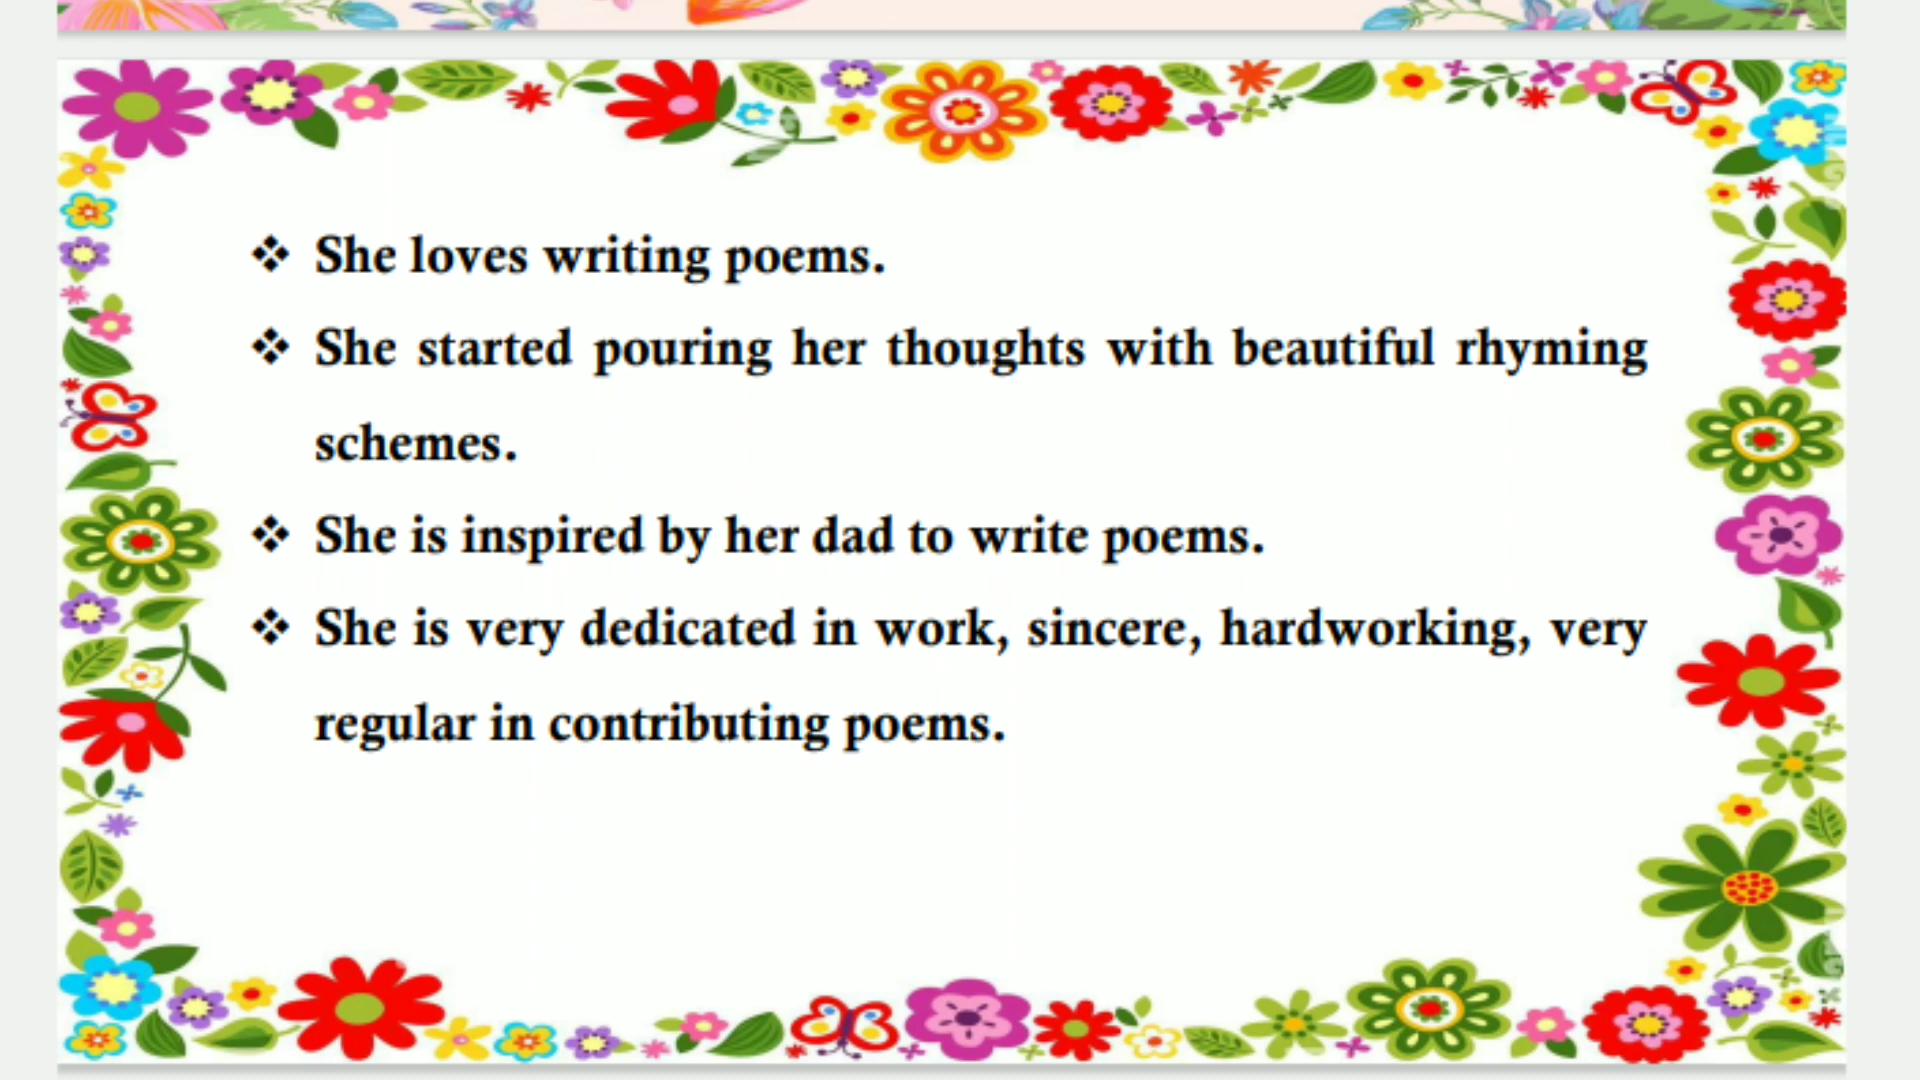 ❖ She loves writing poems.
❖ She started pouring her thoughts with beautiful rhyming
schemes.
❖ She is inspired by her dad to write poems.
❖ She is very dedicated in work, sincere, hardworking, very
regular in contributing poems.